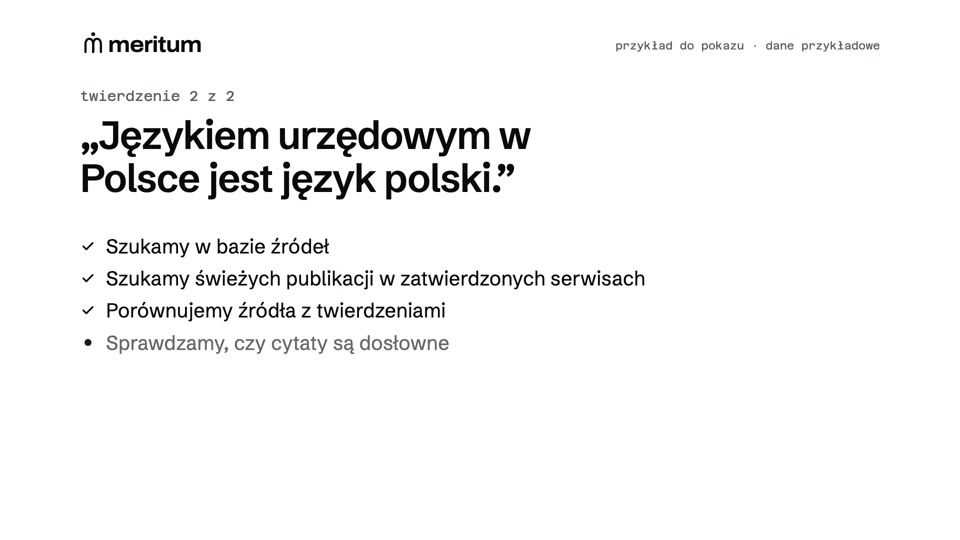 meritum
przykład do pokazu · dane przykładowe
twierdzenie 2 z 2
„Językiem urzędowym w
Polsce jest język polski.”
Szukamy w bazie źródeł
Szukamy świeżych publikacji w zatwierdzonych serwisach
Porównujemy źródła z twierdzeniami
Sprawdzamy, czy cytaty są dosłowne